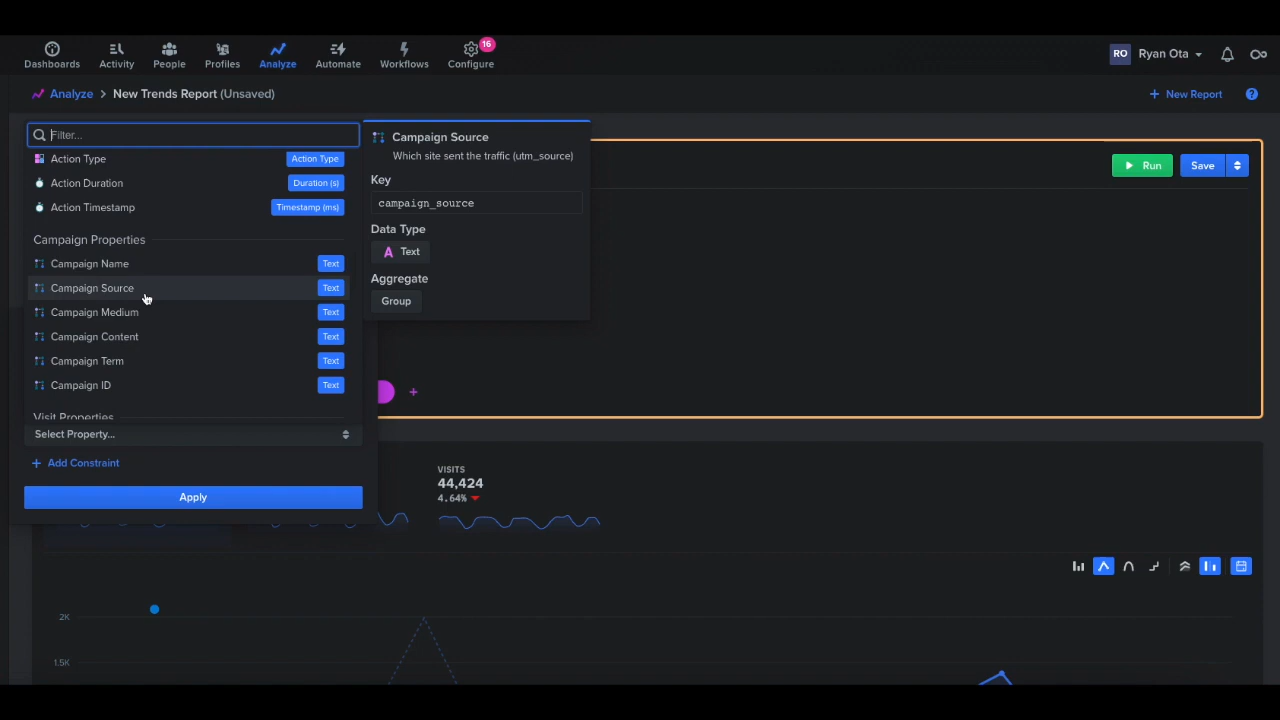 16
Dashboards
Activity
People
Profiles
Analyze
Automate
Workflows
Configure
RO
Ryan Ota
Analyze > New Trends Report (Unsaved)
+ New Report
?
Filter...
Action Type Action Type
Action Duration Duration (s)
Action Timestamp Timestamp (ms)
Campaign Properties
Campaign Name Text
Campaign Source Text
Campaign Medium Text
Campaign Content Text
Campaign Term Text
Campaign ID Text
Visit Properties
Select Property...
+ Add Constraint
Apply
Campaign Source
Which site sent the traffic (utm_source)
Key
campaign_source
Data Type
A Text
Aggregate
Group
Run
Save
+
VISITS
44,424
4.64%
2K
1.5K